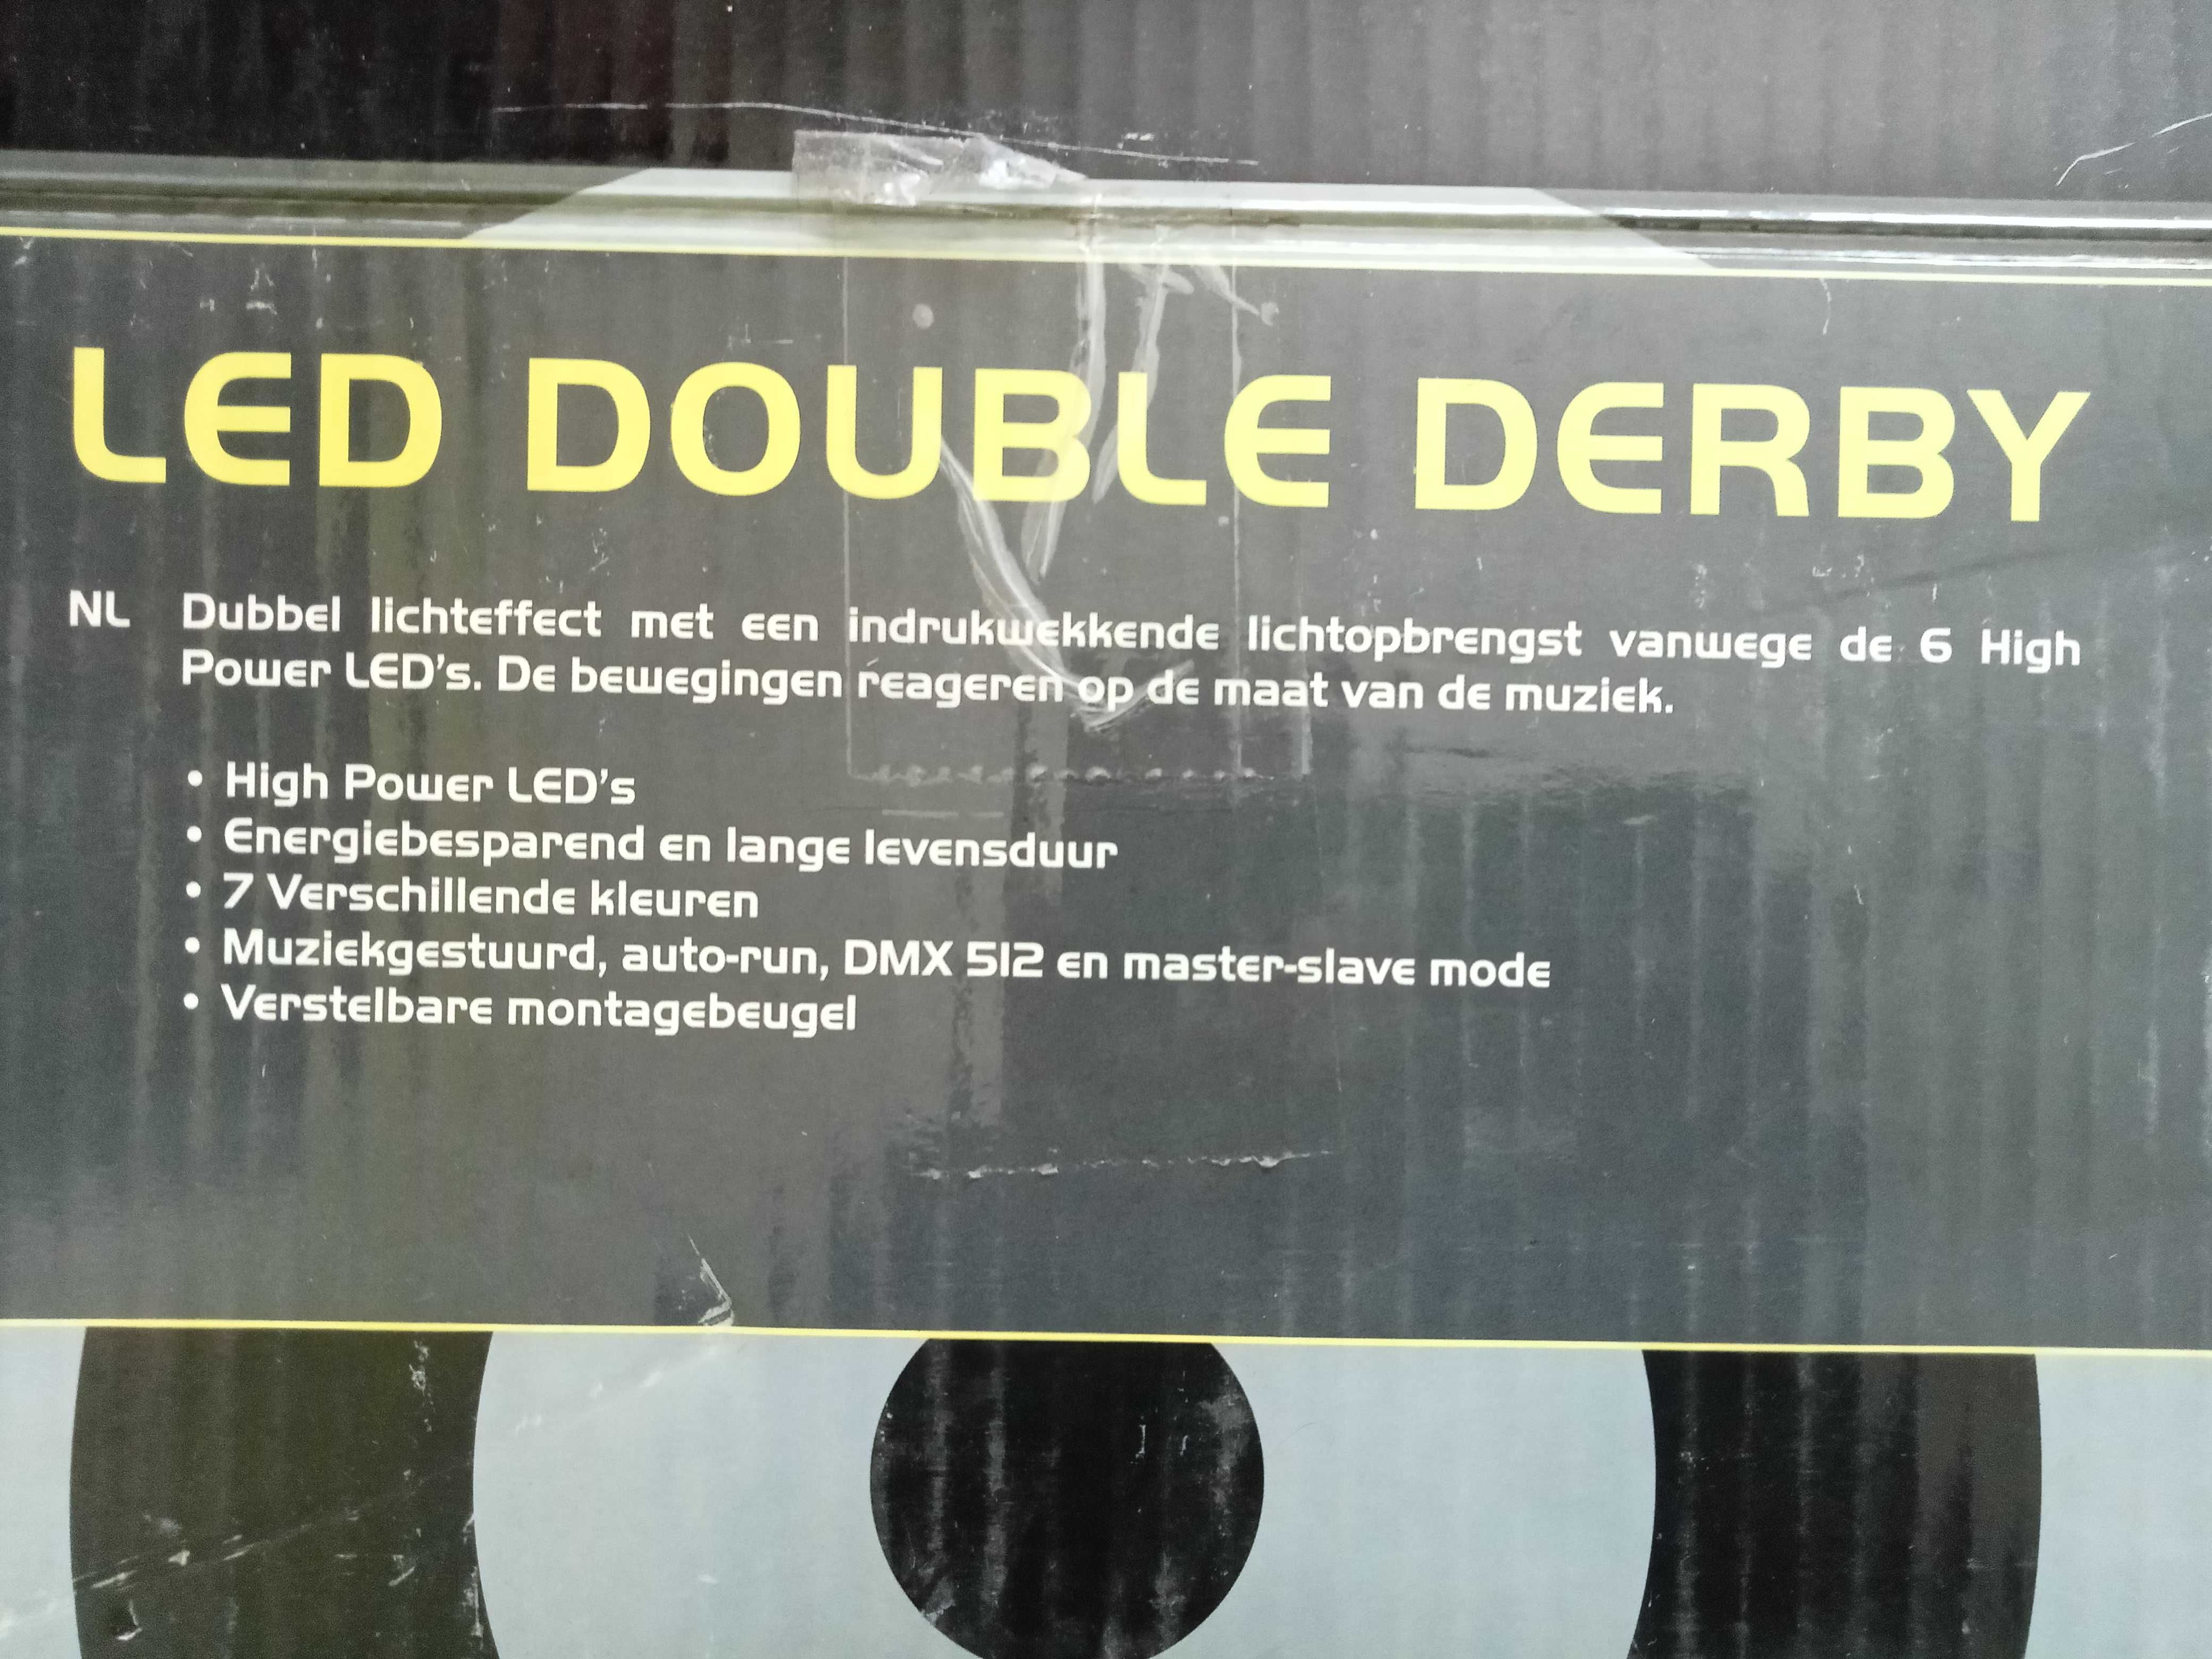 LED DOUBLE DERBY
NL Dubbel lichteffect met een indrukwekkende lichtopbrengst vanwege de 6 High
Power LED's. De bewegingen reageren op de maat van de muziek.
• High Power LED's
• Energiebesparend en lange levensduur
• 7 Verschillende kleuren
• Muziekgestuurd, auto-run, DMX 512 en master-slave mode
• Verstelbare montagebeugel